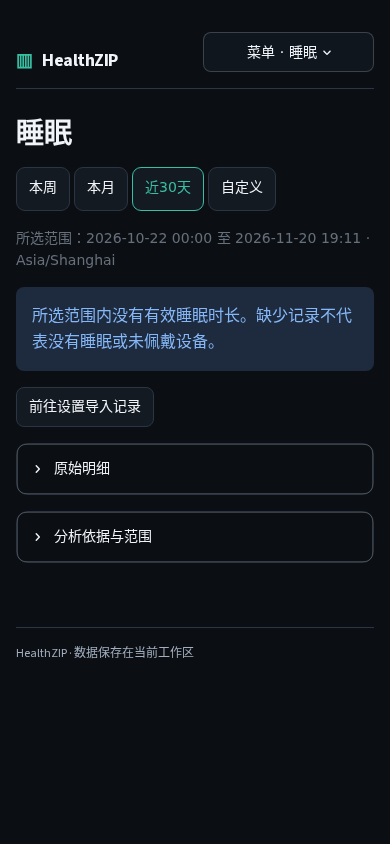 HealthZIP
菜单 · 睡眠
睡眠
本周
本月
近30天
自定义
所选范围：2026-10-22 00:00 至 2026-11-20 19:11 ·
Asia/Shanghai
所选范围内没有有效睡眠时长。缺少记录不代
表没有睡眠或未佩戴设备。
前往设置导入记录
原始明细
分析依据与范围
HealthZIP · 数据保存在当前工作区